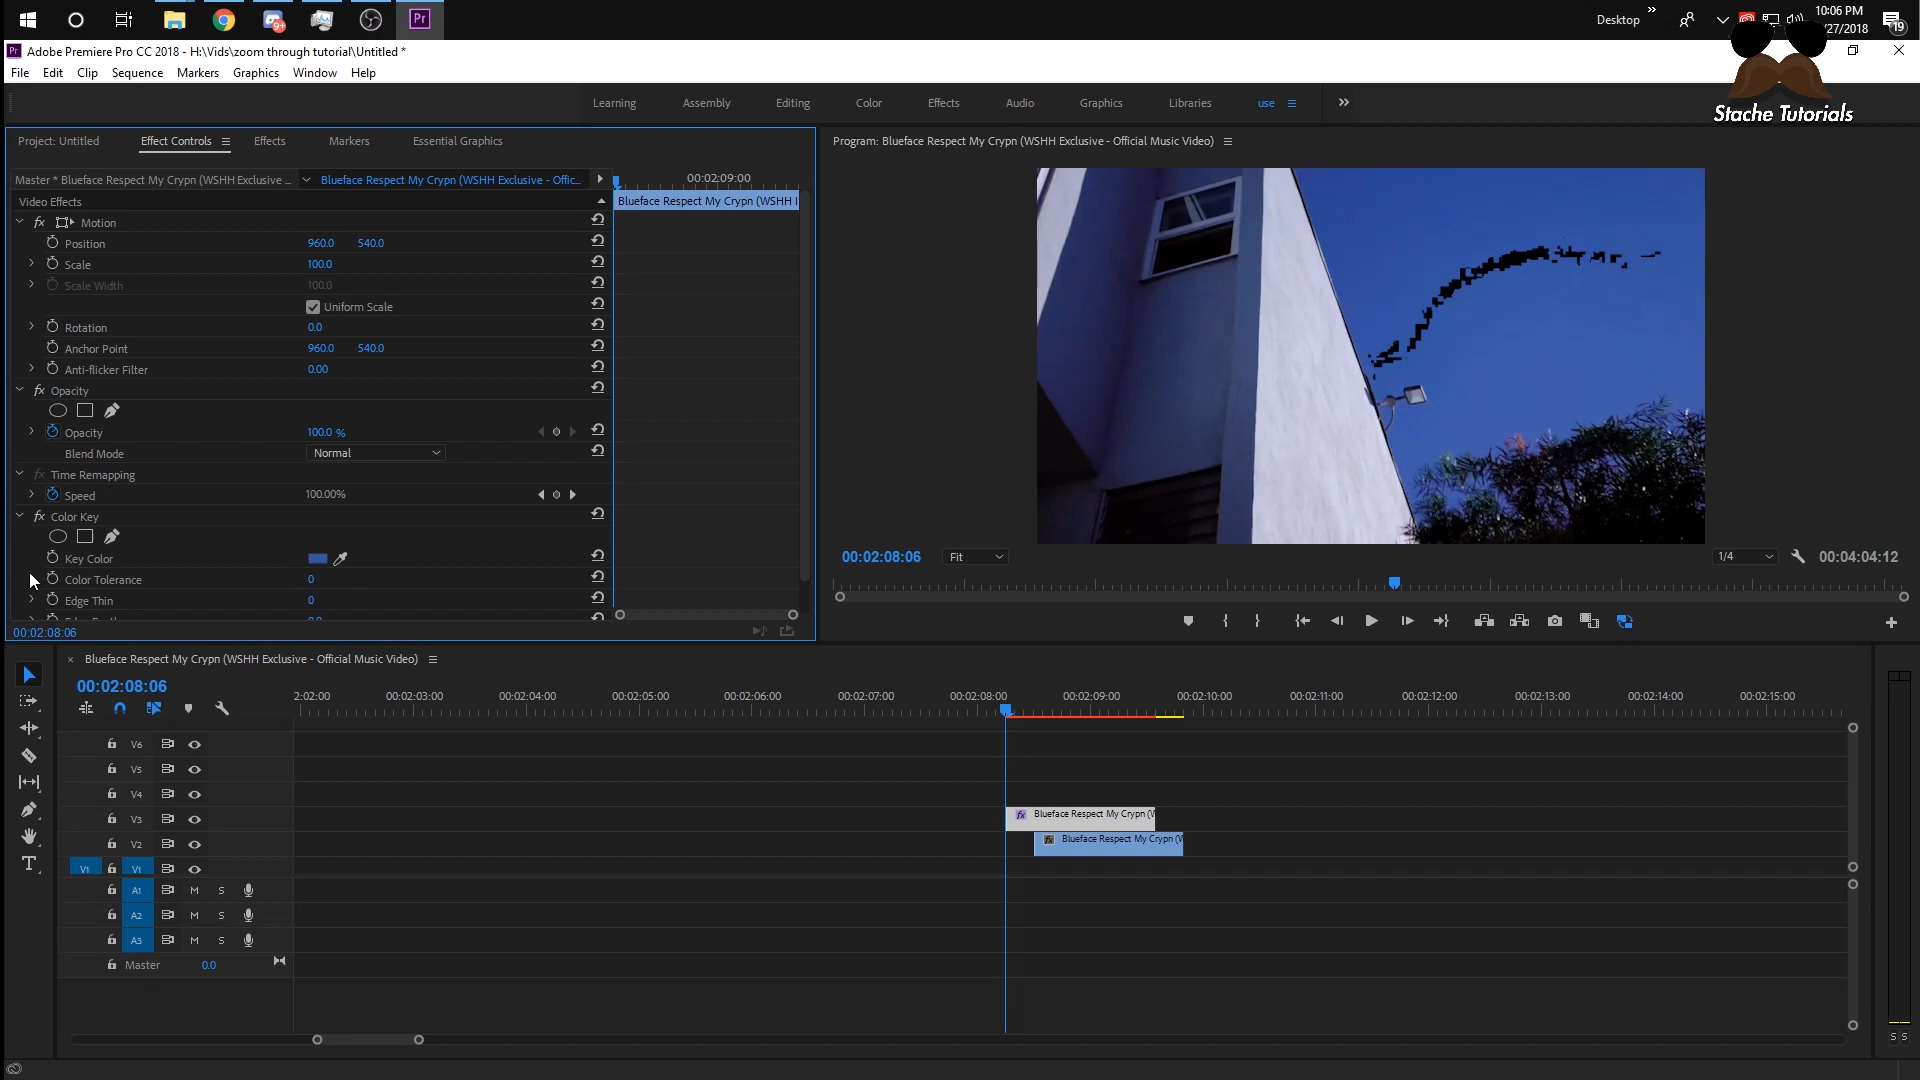 Desktop
10:06 PM
/27/2018
19
Adobe Premiere Pro CC 2018 - H:\Vids\zoom through tutorial\Untitled *
File Edit Clip Sequence Markers Graphics Window Help
Stache Tutorials
Learning Assembly Editing Color Effects Audio Graphics Libraries use
Project: Untitled Effect Controls Effects Markers Essential Graphics
Program: Blueface Respect My Crypn (WSHH Exclusive - Official Music Video)
Master * Blueface Respect My Crypn (WSHH Exclusive ... Blueface Respect My Crypn (WSHH Exclusive - Offic... 00:02:09:00
Video Effects Blueface Respect My Crypn (WSHH
fx Motion
Position 960.0 540.0
Scale 100.0
Scale Width 100.0
Uniform Scale
Rotation 0.0
Anchor Point 960.0 540.0
Anti-flicker Filter 0.00
fx Opacity
Opacity 100.0 %
Blend Mode Normal
fx Time Remapping
Speed 100.00%
fx Color Key
Key Color
Color Tolerance 0
Edge Thin 0
00:02:08:06
00:02:08:06 Fit 1/4 00:04:04:12
Blueface Respect My Crypn (WSHH Exclusive - Official Music Video)
00:02:08:06
2:02:00 00:02:03:00 00:02:04:00 00:02:05:00 00:02:06:00 00:02:07:00 00:02:08:00 00:02:09:00 00:02:10:00 00:02:11:00 00:02:12:00 00:02:13:00 00:02:14:00 00:02:15:00
V6
V5
V4
V3 fx Blueface Respect My Crypn (V
V2 fx Blueface Respect My Crypn (V
V1 V1
A1 M S
A2 M S
A3 M S
Master 0.0
S S